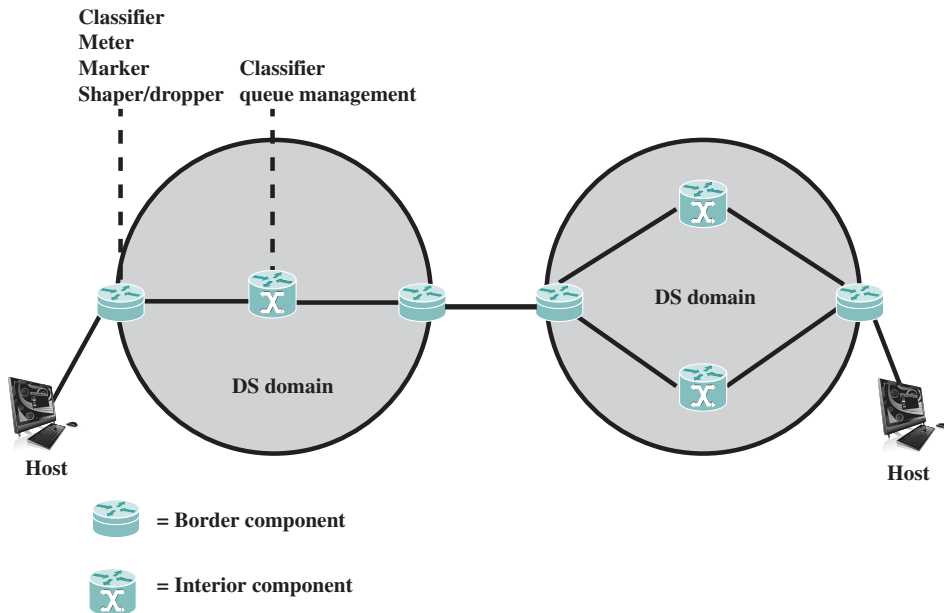 Classifier
Meter
Marker
Shaper/dropper
Classifier
queue management
DS domain
DS domain
Host
Host
= Border component
= Interior component